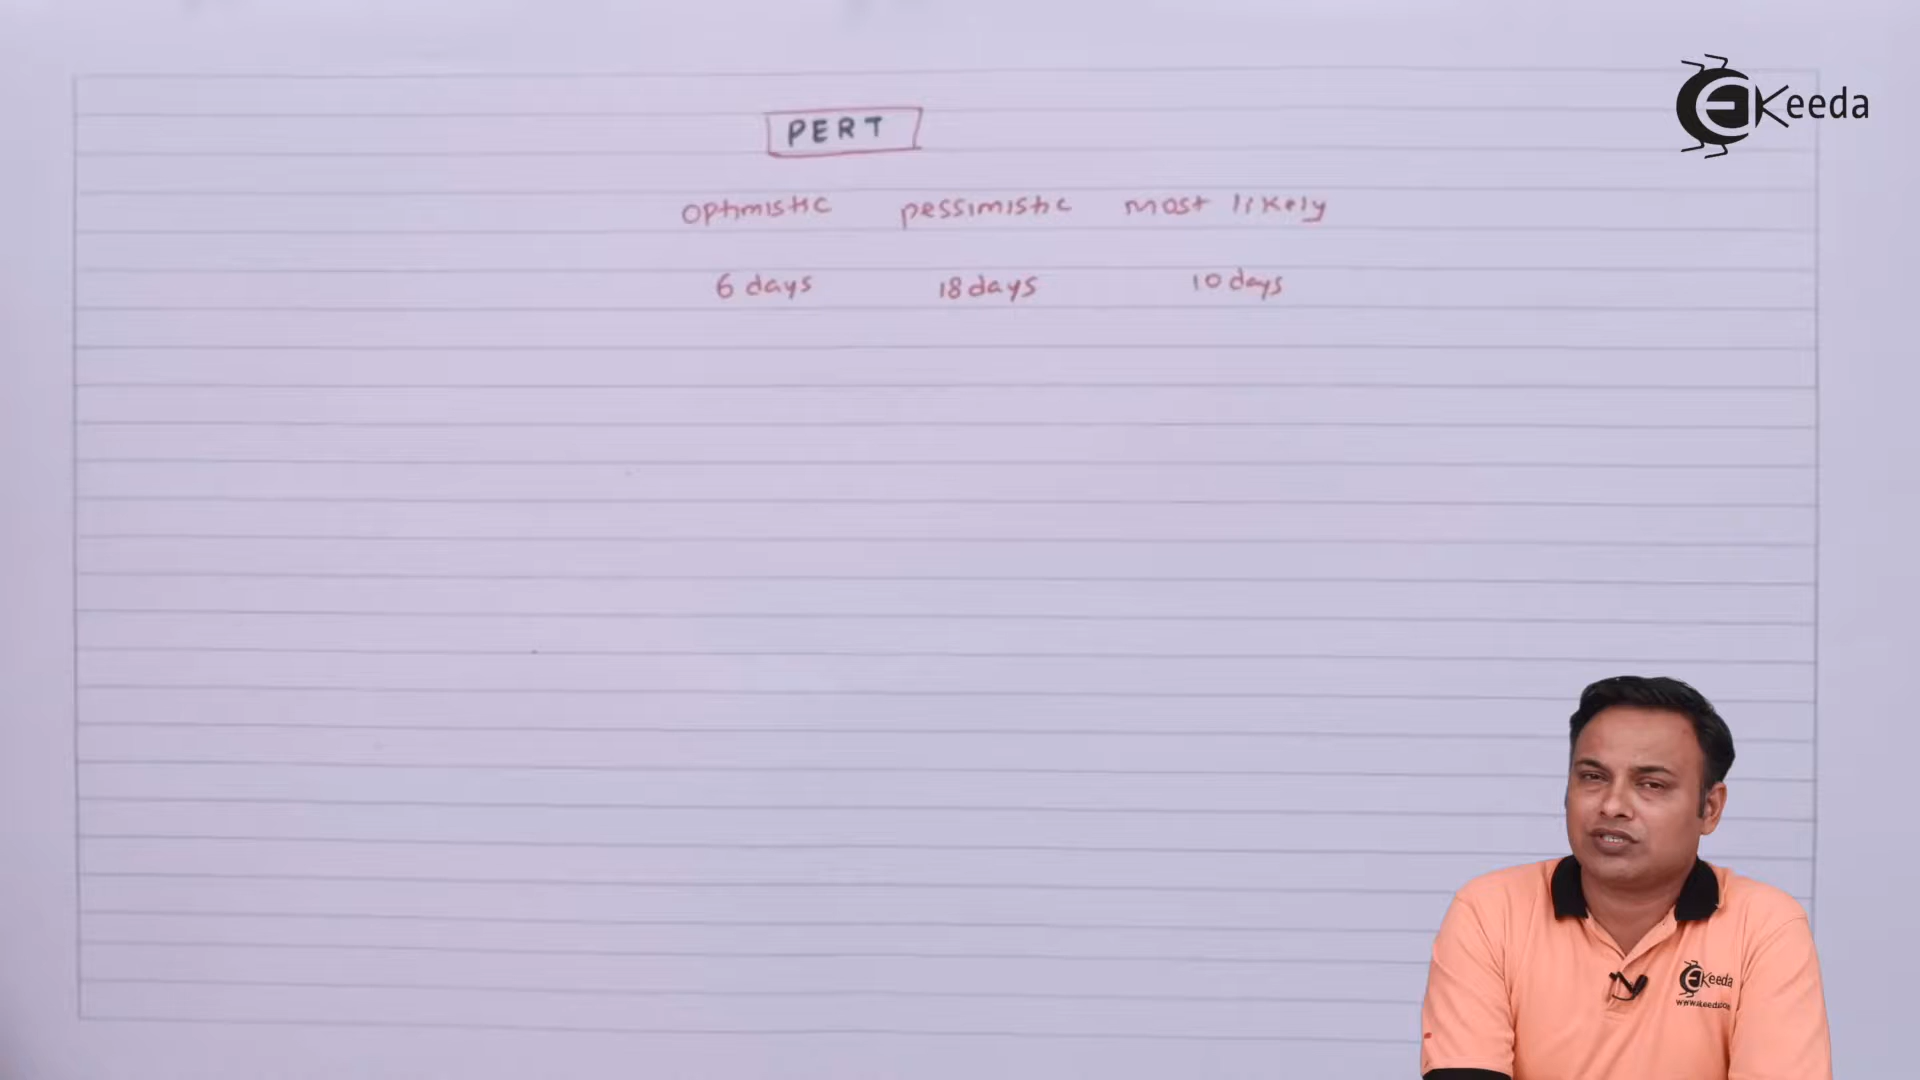 PERT
optimistic pessimistic most likely
6 days 18 days 10 days
Keeda
Keeda